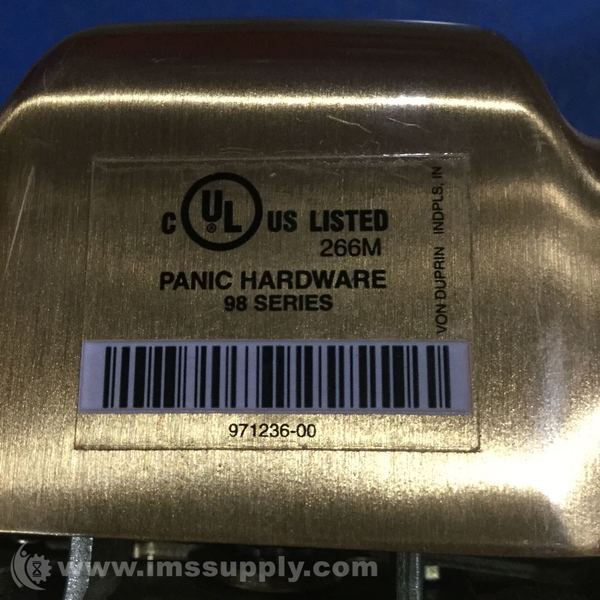 C UL ® US LISTED
266M
PANIC HARDWARE
98 SERIES
VON DUPRIN INDPLS, IN
971236-00
www.imssupply.com